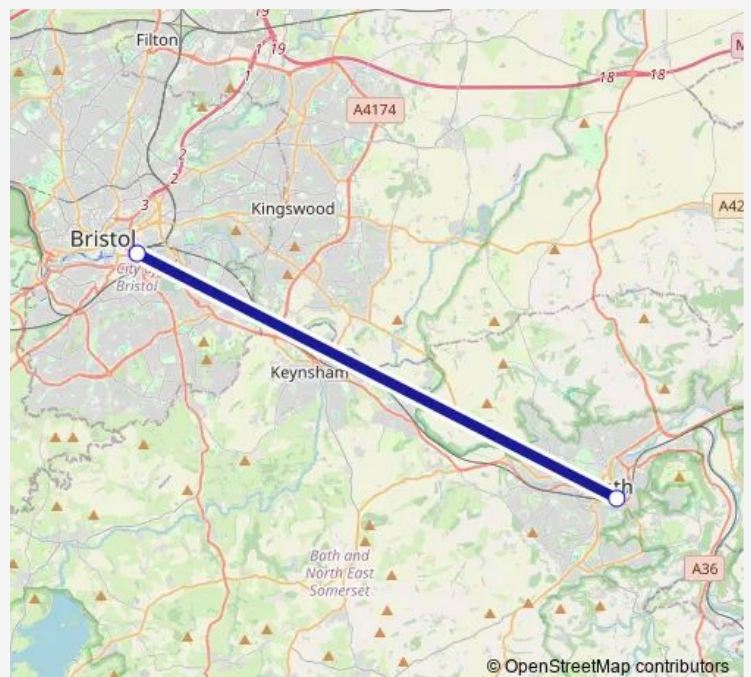 19
Filton
1
19
1
18
18
M
A4174
2
2
3
Kingswood
A42
Bristol
City of
Bristol
Keynsham
th
Bath and
North East
Somerset
A36
© OpenStreetMap contributors